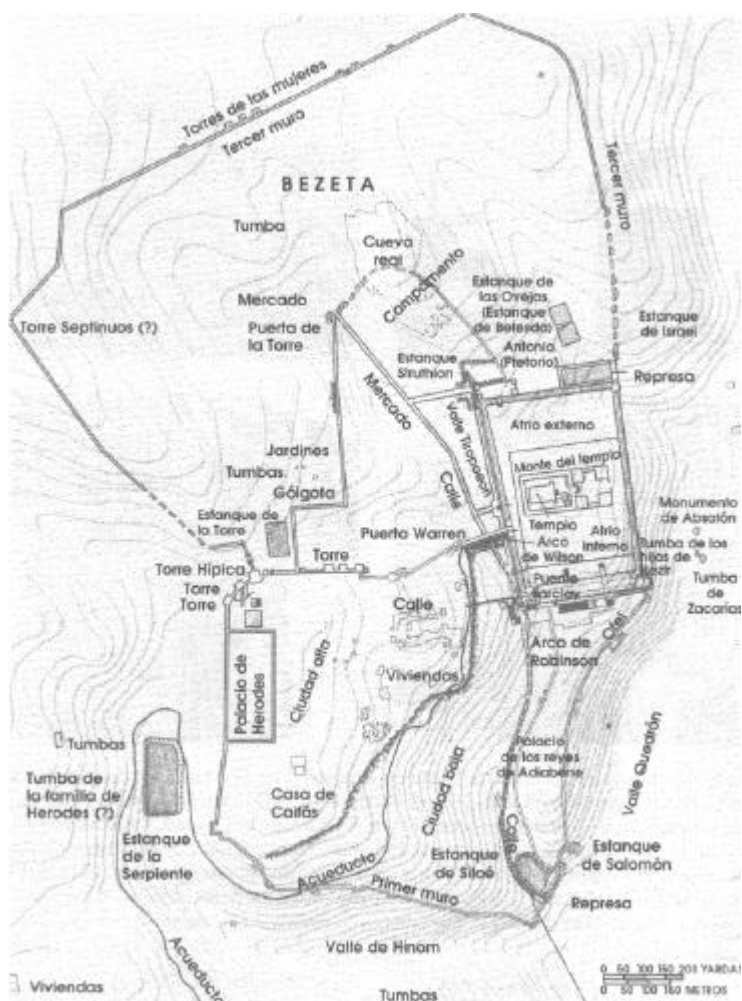 Torres de las mujeres
Tercer muro
BEZETA
Tercer muro
Tumba
Cueva
real
Campamento
Estanque de
las Ovejas
(Estanque
de Betesda)
Mercado
Puerta de
la Torre
Torre Septinuos (?)
Estanque
de Israel
Antonia
(Pretorio)
Estanque
Struthion
Represa
Mercado
Valle Tiropoeon
Atrio externo
Jardines
Tumbas
Gólgota
Calle
Monte del templo
Estanque de
la Torre
Puerta Warren
Templo
Arco
de Wilson
Atrio
interno
Monumento
de Absalón
Tumba de los
hijas de
Hezir
Torre
Torre Hípica
Torre
Torre
Puente
Barclay
Tumba
de
Zacarías
Calle
Arco de
Robinson
Ofel
Palacio de
Herodes
Ciudad alta
Viviendas
Tumbas
Tumba de
la familia de
Herodes (?)
Palacio
de los reyes
de Adiabene
Valle Quedrón
Casa de
Caifás
Ciudad baja
Estanque
de la
Serpiente
Acueducto
Estanque
de Siloé
Calle
Estanque
de Salomón
Primer muro
Represa
Valle de Hinom
Acueducto
Viviendas
Tumbas
0 50 100 150 200 YARDAS
0 50 100 150 METROS